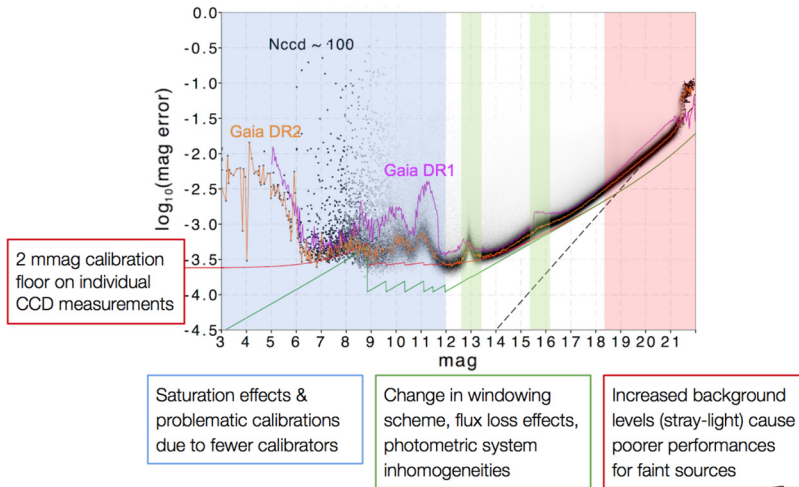 0.0
Nccd ~ 100
-0.5
-1.0
-1.5
Gaia DR2
Gaia DR1
-2.0
-2.5
-3.0
-3.5
-4.0
-4.5
log₁₀(mag error)
2 mmag calibration
floor on individual
CCD measurements
3 4 5 6 7 8 9 10 11 12 13 14 15 16 17 18 19 20 21
mag
Saturation effects &
problematic calibrations
due to fewer calibrators
Change in windowing
scheme, flux loss effects,
photometric system
inhomogeneities
Increased background
levels (stray-light) cause
poorer performances
for faint sources